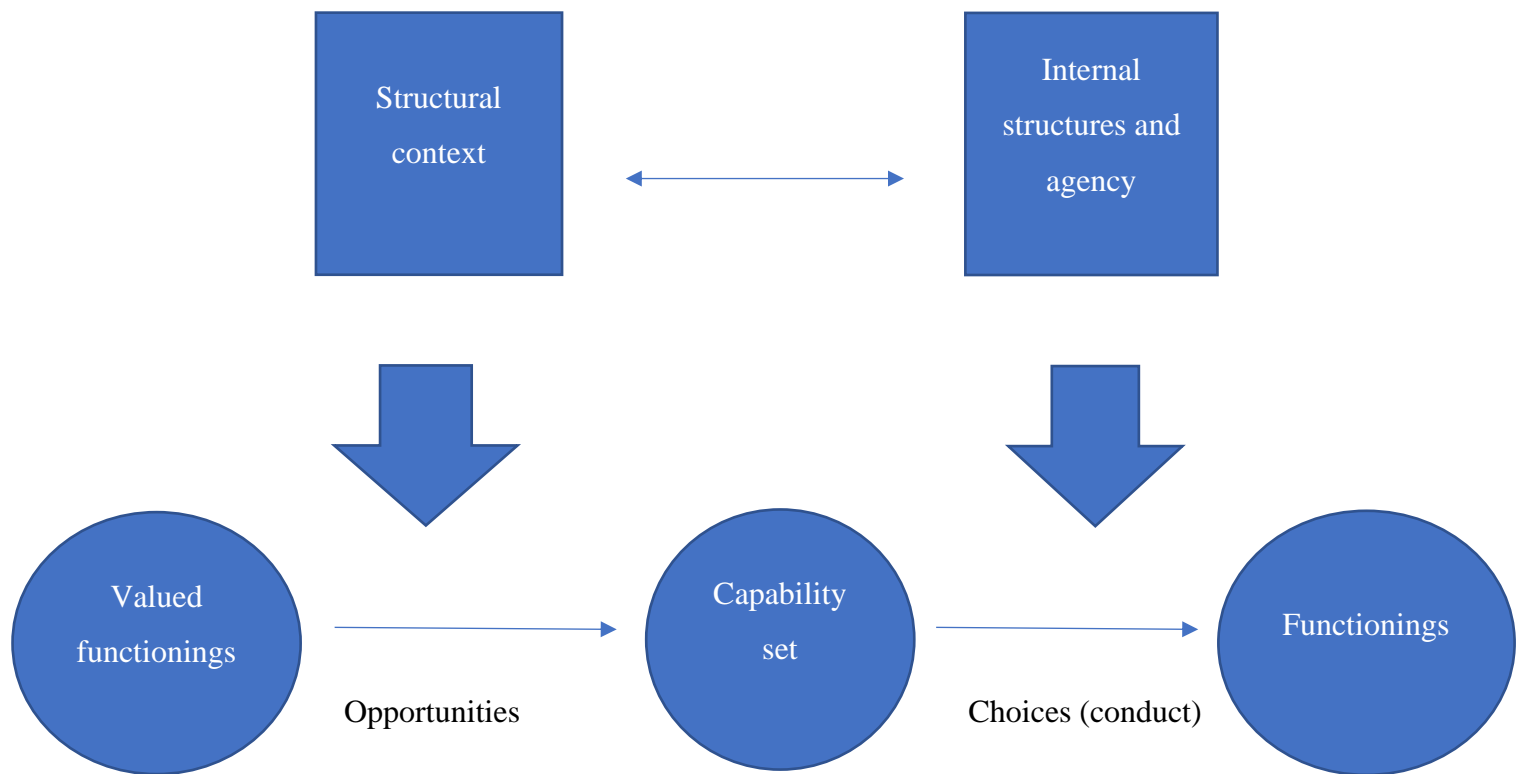 Structural
context
Internal
structures and
agency
Valued
functionings
Capability
set
Functionings
Opportunities
Choices (conduct)